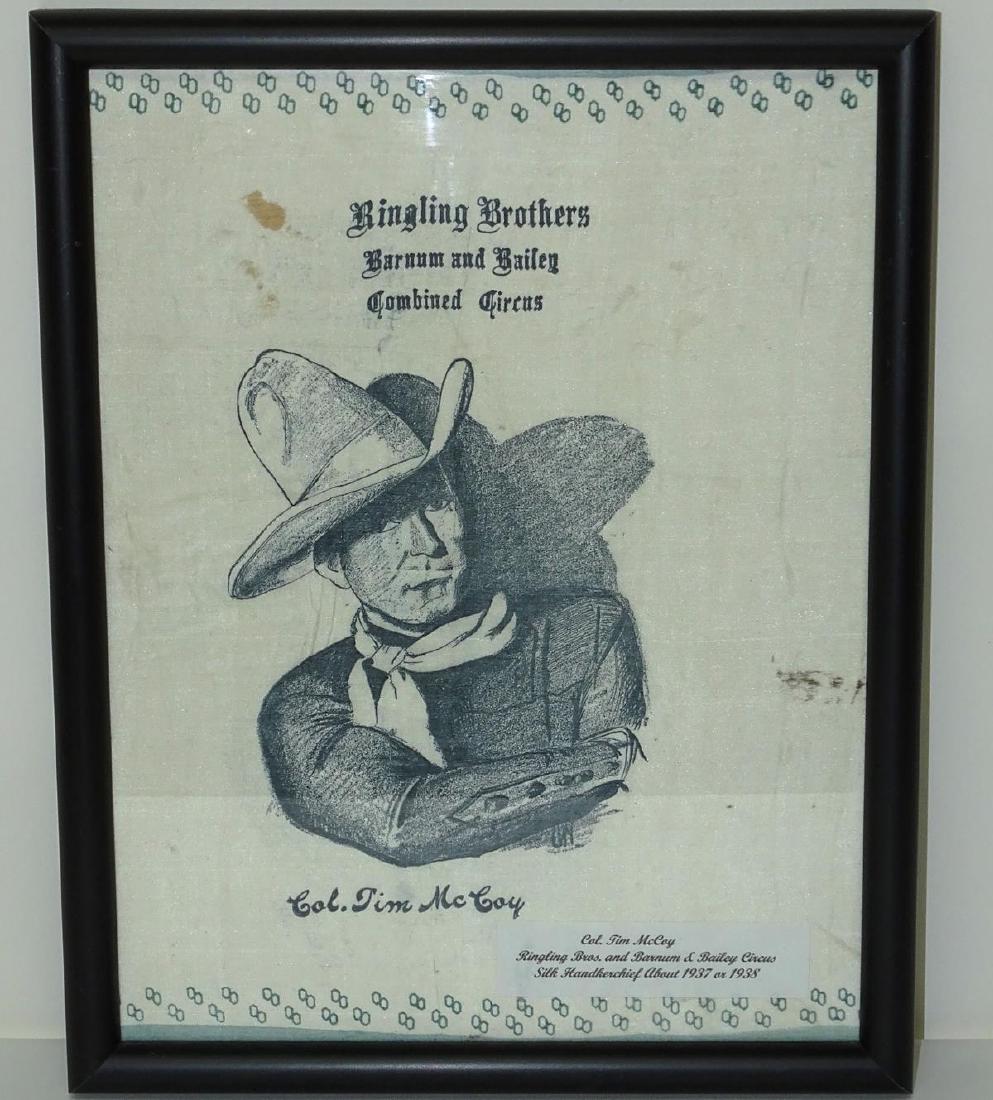 Ringling Brothers
Barnum and Bailey
Combined Circus
Col. Tim McCoy
Col. Tim McCoy
Ringling Bros. and Barnum & Bailey Circus
Silk Handkerchief About 1937 or 1938